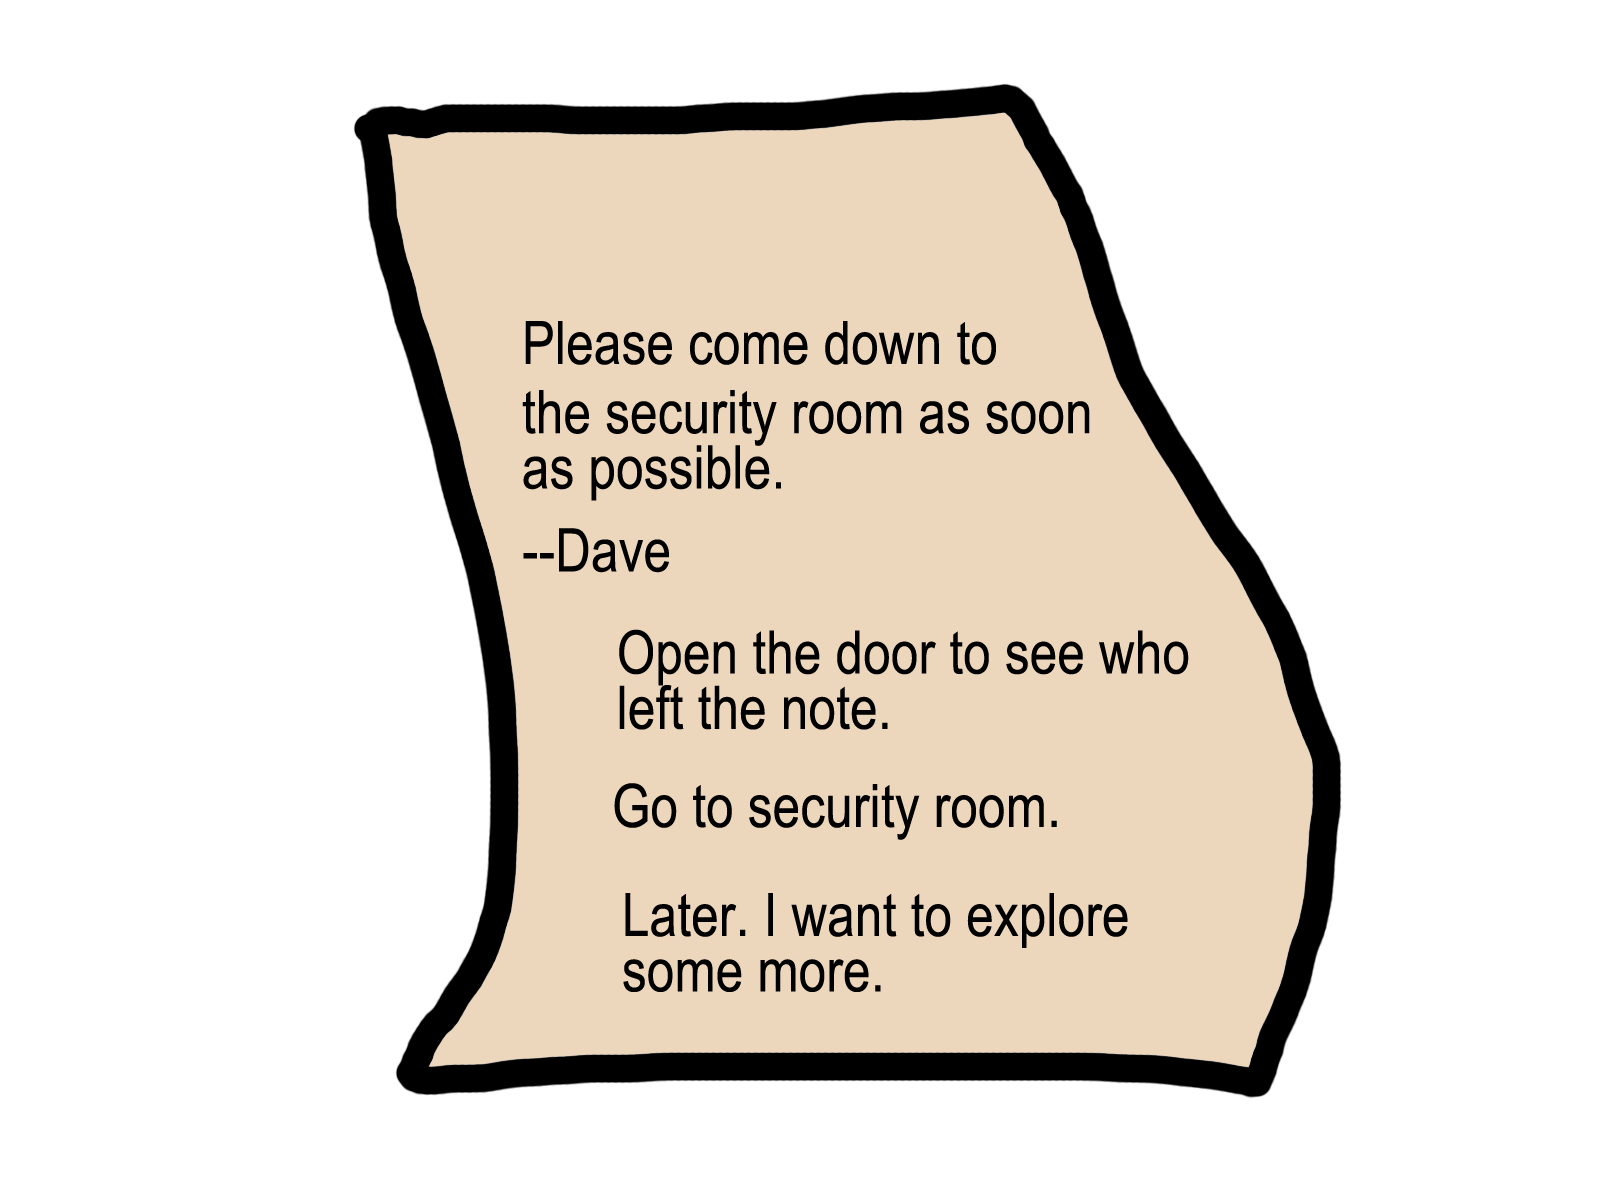 Please come down to
the security room as soon
as possible.
--Dave
Open the door to see who
left the note.
Go to security room.
Later. I want to explore
some more.